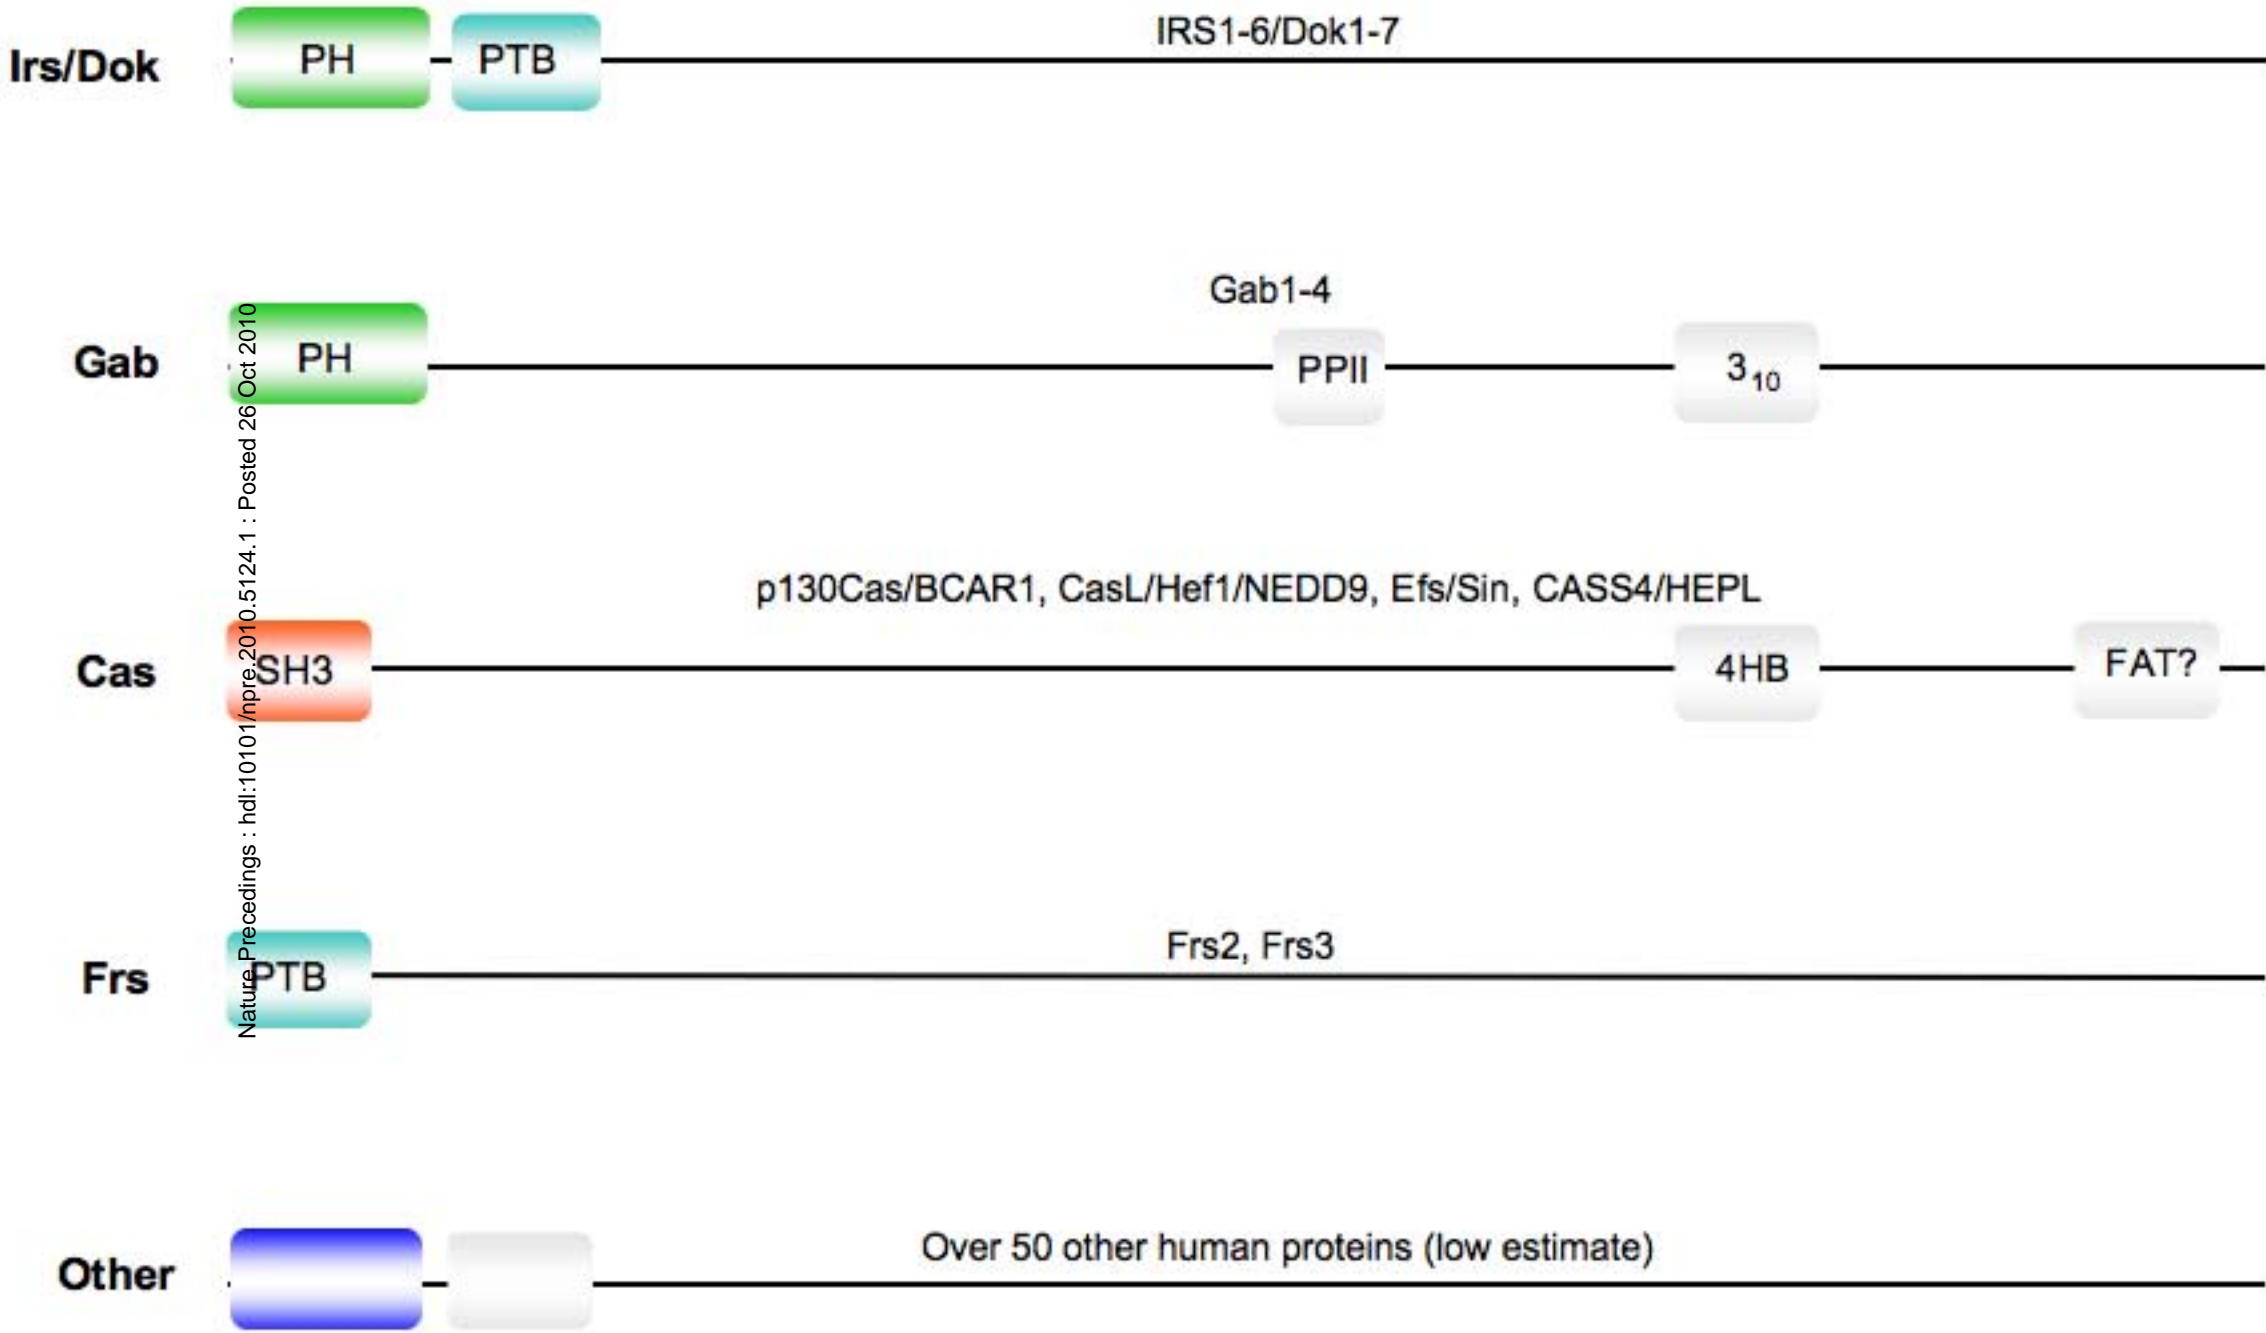 IRS1-6/Dok1-7
Irs/Dok PH PTB
Gab1-4
Gab PH PPII 3₁₀
p130Cas/BCAR1, CasL/Hef1/NEDD9, Efs/Sin, CASS4/HEPL
Cas SH3 4HB FAT?
Frs2, Frs3
Frs PTB
Over 50 other human proteins (low estimate)
Other
Nature Precedings : hdl:10101/npre.2010.5124.1 : Posted 26 Oct 2010